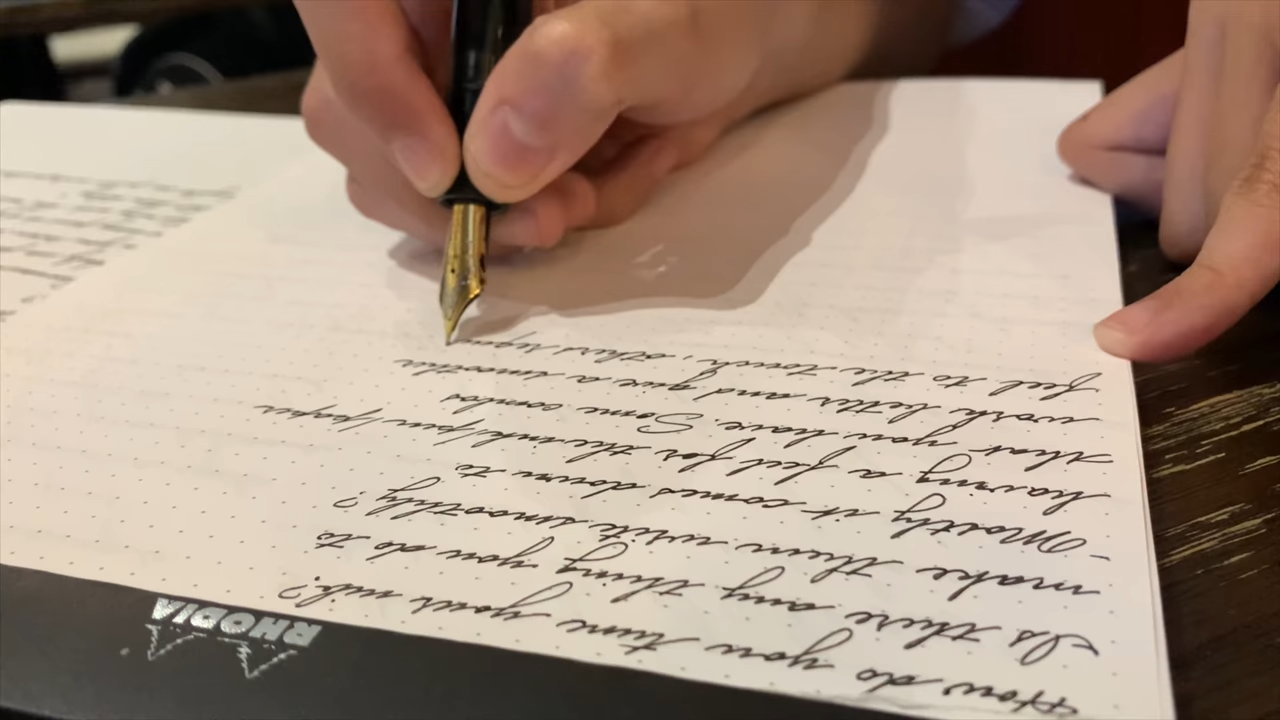 How do you tune your nib?
Is there any thing you do to
make them write smoothly?
- Mostly it comes down to
having a feel for the ink/pen/paper
that you have. Some combos
work better and give a smoother
feel to the touch, others
RHODIA